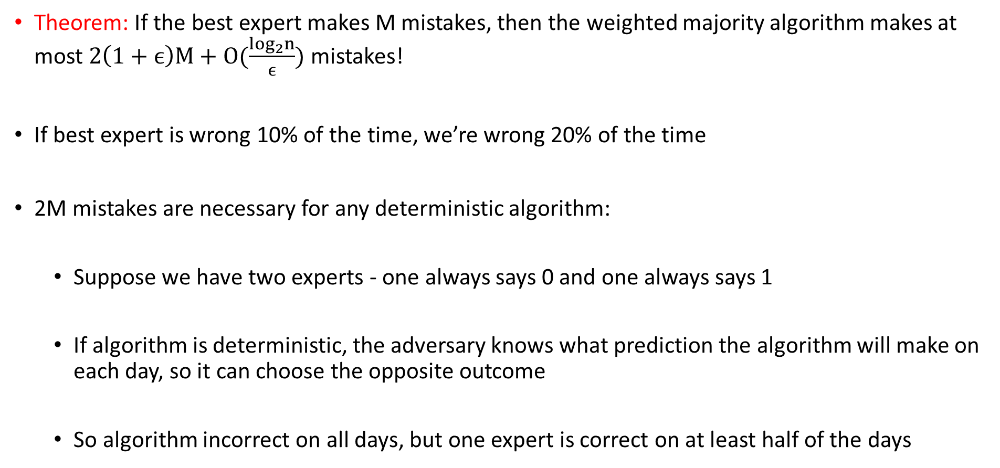 • Theorem: If the best expert makes M mistakes, then the weighted majority algorithm makes at
most 2(1 + ϵ)M + O(log₂n/ϵ) mistakes!
• If best expert is wrong 10% of the time, we’re wrong 20% of the time
• 2M mistakes are necessary for any deterministic algorithm:
• Suppose we have two experts - one always says 0 and one always says 1
• If algorithm is deterministic, the adversary knows what prediction the algorithm will make on
each day, so it can choose the opposite outcome
• So algorithm incorrect on all days, but one expert is correct on at least half of the days